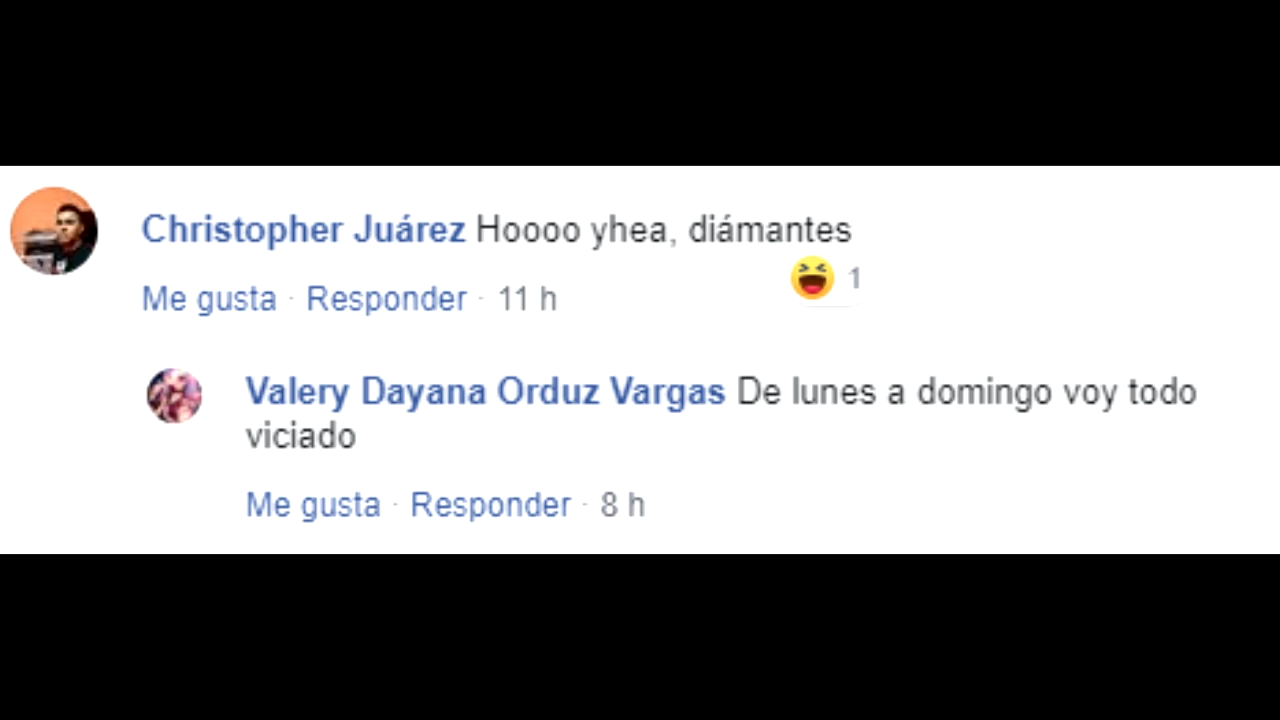 Christopher Juárez Hoooo yhea, diámantes
1
Me gusta · Responder · 11 h
Valery Dayana Orduz Vargas De lunes a domingo voy todo
viciado
Me gusta · Responder · 8 h